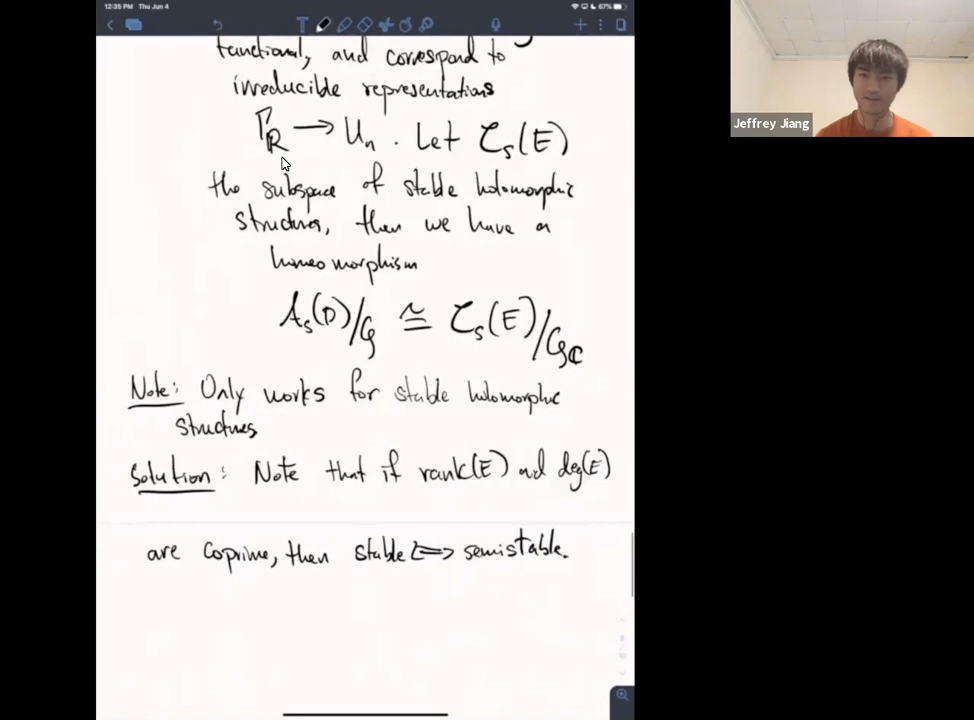 12:35 PM Thu Jun 4
67%
functional, and correspond to
irreducible representations
Γ_ℝ → U_n . Let 𝒞_s(E)
the subspace of stable holomorphic
structures, then we have a
homeomorphism
A_s(D)/𝒢 ≅ 𝒞_s(E)/𝒢_ℂ
Note: Only works for stable holomorphic
structures
Solution: Note that if rank(E) and deg(E)
are coprime, then stable ⟺ semistable.
Jeffrey Jiang